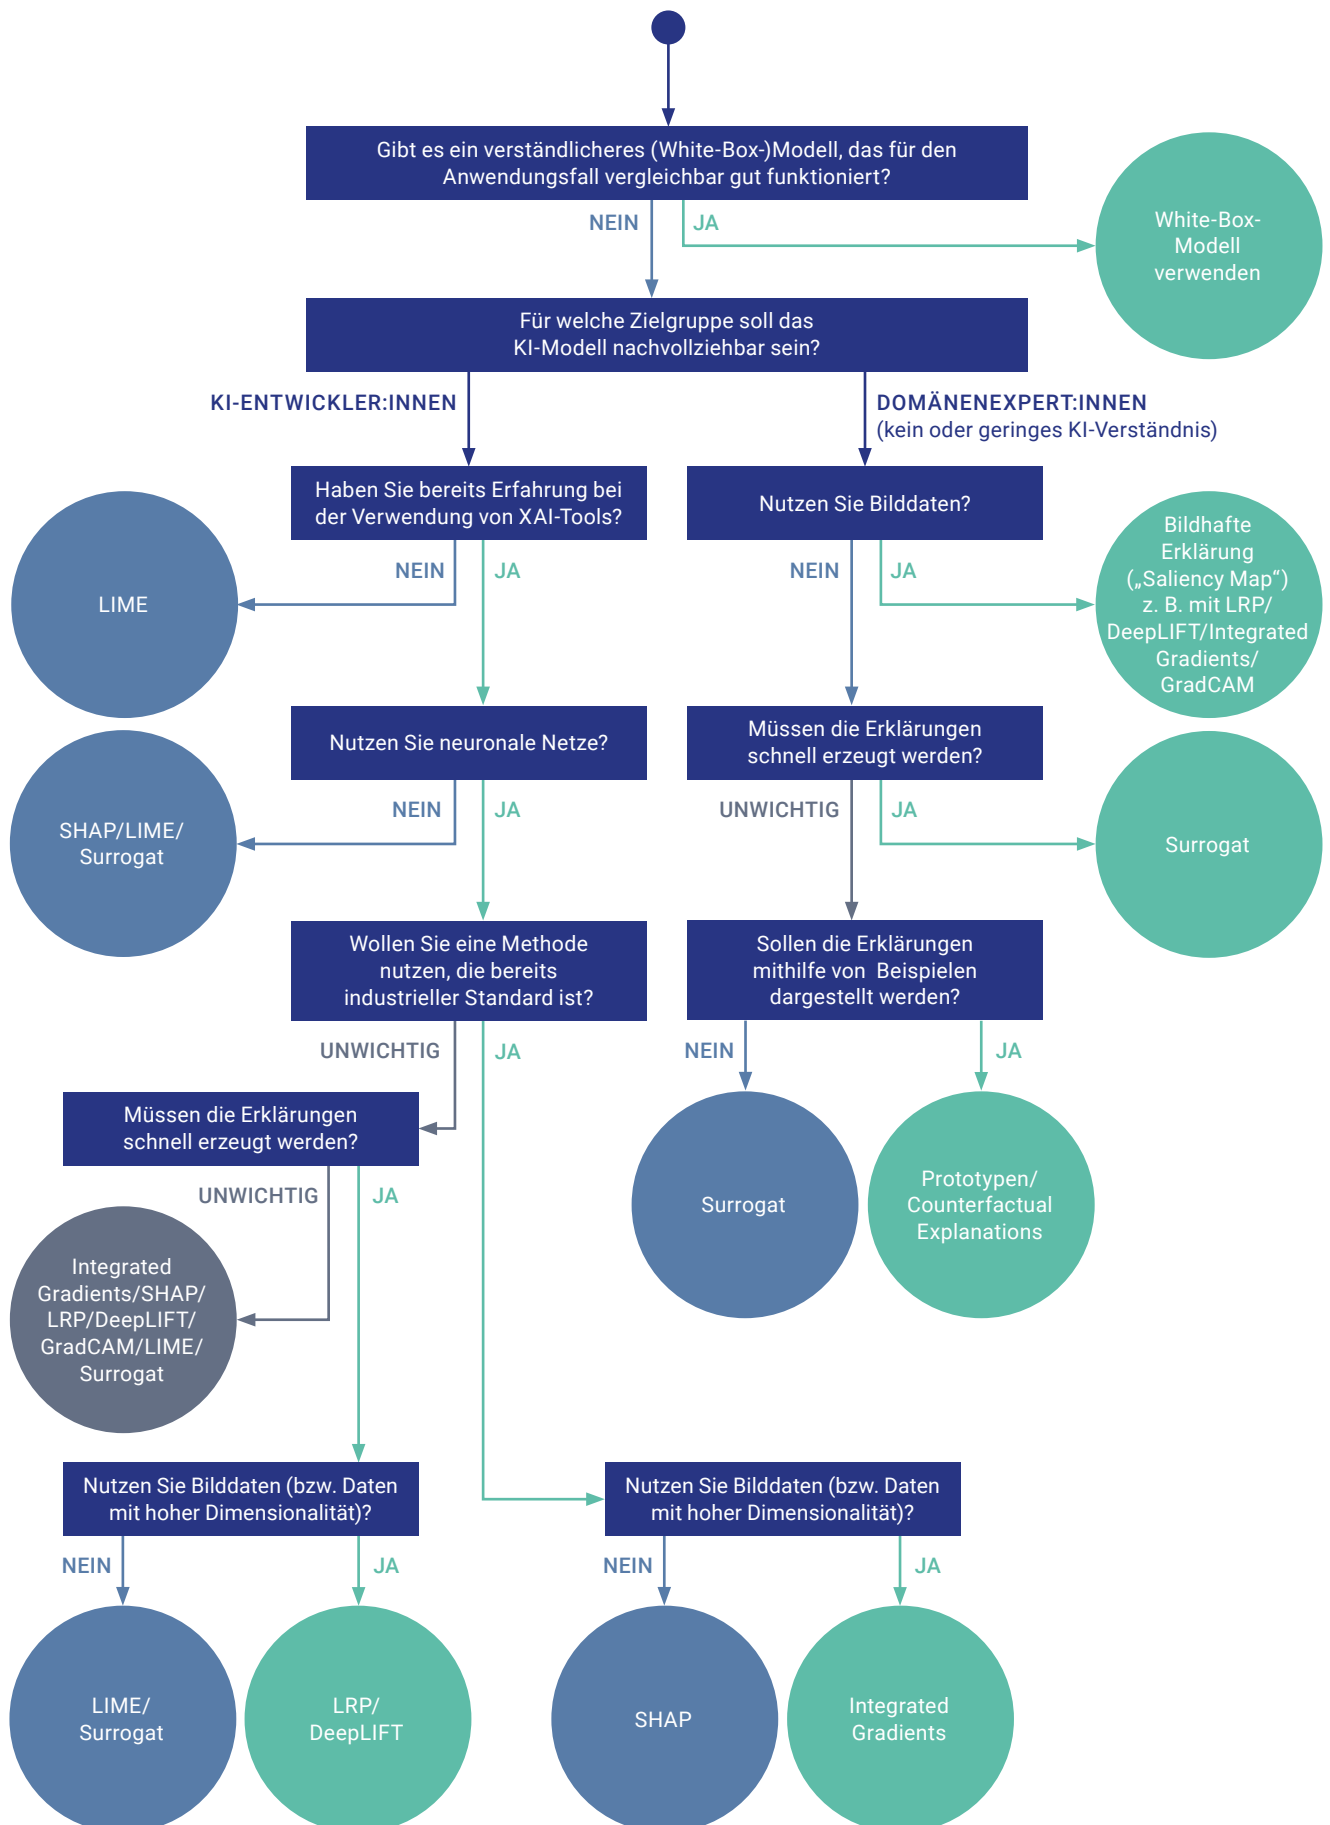 Gibt es ein verständlicheres (White-Box-)Modell, das für den
Anwendungsfall vergleichbar gut funktioniert?
NEIN
JA
White-Box-
Modell
verwenden
Für welche Zielgruppe soll das
KI-Modell nachvollziehbar sein?
KI-ENTWICKLER:INNEN
DOMÄNENEXPERT:INNEN
(kein oder geringes KI-Verständnis)
Haben Sie bereits Erfahrung bei
der Verwendung von XAI-Tools?
NEIN
JA
LIME
Nutzen Sie Bilddaten?
NEIN
JA
Bildhafte
Erklärung
(„Saliency Map“)
z. B. mit LRP/
DeepLIFT/Integrated
Gradients/
GradCAM
Nutzen Sie neuronale Netze?
NEIN
JA
SHAP/LIME/
Surrogat
Müssen die Erklärungen
schnell erzeugt werden?
UNWICHTIG
JA
Surrogat
Wollen Sie eine Methode
nutzen, die bereits
industrieller Standard ist?
UNWICHTIG
JA
Sollen die Erklärungen
mithilfe von Beispielen
dargestellt werden?
NEIN
JA
Surrogat
Prototypen/
Counterfactual
Explanations
Müssen die Erklärungen
schnell erzeugt werden?
UNWICHTIG
JA
Integrated
Gradients/SHAP/
LRP/DeepLIFT/
GradCAM/LIME/
Surrogat
Nutzen Sie Bilddaten (bzw. Daten
mit hoher Dimensionalität)?
NEIN
JA
LIME/
Surrogat
LRP/
DeepLIFT
Nutzen Sie Bilddaten (bzw. Daten
mit hoher Dimensionalität)?
NEIN
JA
SHAP
Integrated
Gradients